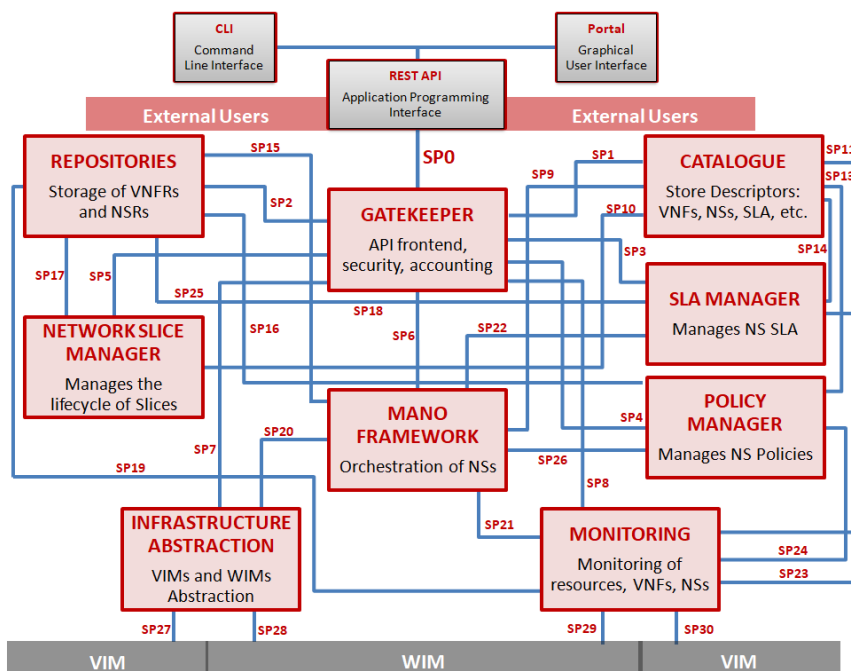 CLI
Command
Line Interface
Portal
Graphical
User Interface
REST API
Application Programming
Interface
External Users
External Users
SP0
SP15
SP1
SP11
SP9
SP13
REPOSITORIES
Storage of VNFRs
and NSRs
SP2
GATEKEEPER
API frontend,
security, accounting
CATALOGUE
Store Descriptors:
VNFs, NSs, SLA, etc.
SP10
SP17
SP5
SP3
SP14
SP25
SP18
SP16
SP6
SP22
SLA MANAGER
Manages NS SLA
NETWORK SLICE
MANAGER
Manages the
lifecycle of Slices
MANO
FRAMEWORK
Orchestration of NSs
POLICY
MANAGER
Manages NS Policies
SP4
SP20
SP7
SP19
SP26
SP8
INFRASTRUCTURE
ABSTRACTION
VIMs and WIMs
Abstraction
SP21
MONITORING
Monitoring of
resources, VNFs, NSs
SP24
SP23
SP27
SP28
SP29
SP30
VIM
WIM
VIM